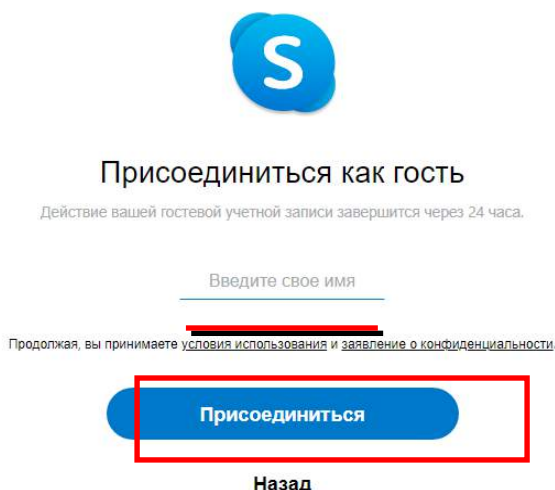 S
Присоединиться как гость
Действие вашей гостевой учетной записи завершится через 24 часа.
Введите свое имя
Продолжая, вы принимаете условия использования и заявление о конфиденциальности.
Присоединиться
Назад